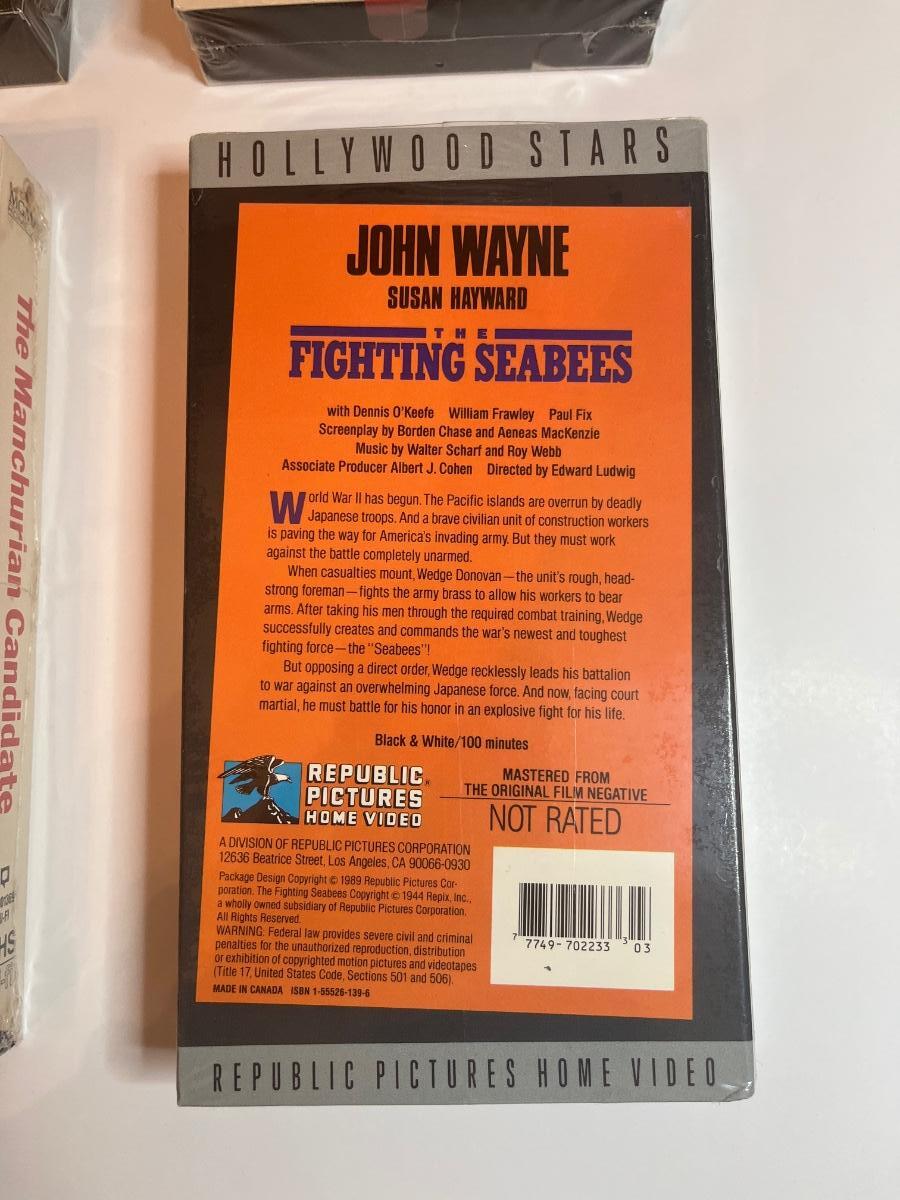 HOLLYWOOD STARS
JOHN WAYNE
SUSAN HAYWARD
THE
FIGHTING SEABEES
with Dennis O'Keefe William Frawley Paul Fix
Screenplay by Borden Chase and Aeneas MacKenzie
Music by Walter Scharf and Roy Webb
Associate Producer Albert J. Cohen Directed by Edward Ludwig
World War II has begun. The Pacific islands are overrun by deadly
Japanese troops. And a brave civilian unit of construction workers
is paving the way for America's invading army. But they must work
against the battle completely unarmed.
When casualties mount, Wedge Donovan—the unit's rough, head-
strong foreman—fights the army brass to allow his workers to bear
arms. After taking his men through the required combat training, Wedge
successfully creates and commands the war's newest and toughest
fighting force—the "Seabees"!
But opposing a direct order, Wedge recklessly leads his battalion
to war against an overwhelming Japanese force. And now, facing court
martial, he must battle for his honor in an explosive fight for his life.
Black & White/100 minutes
REPUBLIC®
PICTURES
HOME VIDEO
MASTERED FROM
THE ORIGINAL FILM NEGATIVE
NOT RATED
A DIVISION OF REPUBLIC PICTURES CORPORATION
12636 Beatrice Street, Los Angeles, CA 90066-0930
Package Design Copyright © 1989 Republic Pictures Cor-
poration. The Fighting Seabees Copyright © 1944 Repix, Inc.,
a wholly owned subsidiary of Republic Pictures Corporation.
All Rights Reserved.
WARNING: Federal law provides severe civil and criminal
penalties for the unauthorized reproduction, distribution
or exhibition of copyrighted motion pictures and videotapes
(Title 17, United States Code, Sections 501 and 506).
MADE IN CANADA ISBN 1-55526-139-6
7 7749-702233 3 03
REPUBLIC PICTURES HOME VIDEO
MGM
The Manchurian Candidate